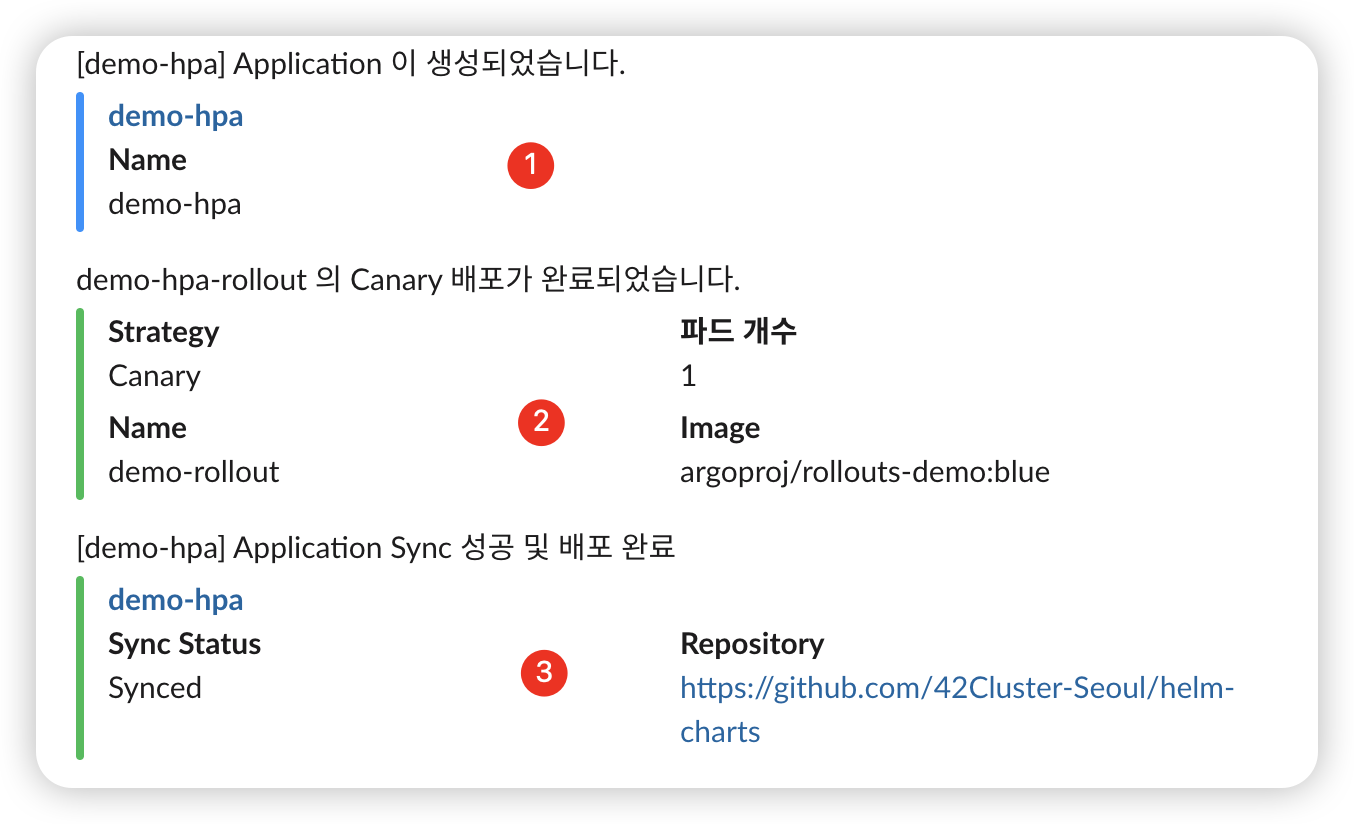 [demo-hpa] Application 이 생성되었습니다.
demo-hpa
Name
demo-hpa
1
demo-hpa-rollout 의 Canary 배포가 완료되었습니다.
Strategy
Canary
파드 개수
1
Name
demo-rollout
2
Image
argoproj/rollouts-demo:blue
[demo-hpa] Application Sync 성공 및 배포 완료
demo-hpa
Sync Status
Synced
3
Repository
https://github.com/42Cluster-Seoul/helm-
charts